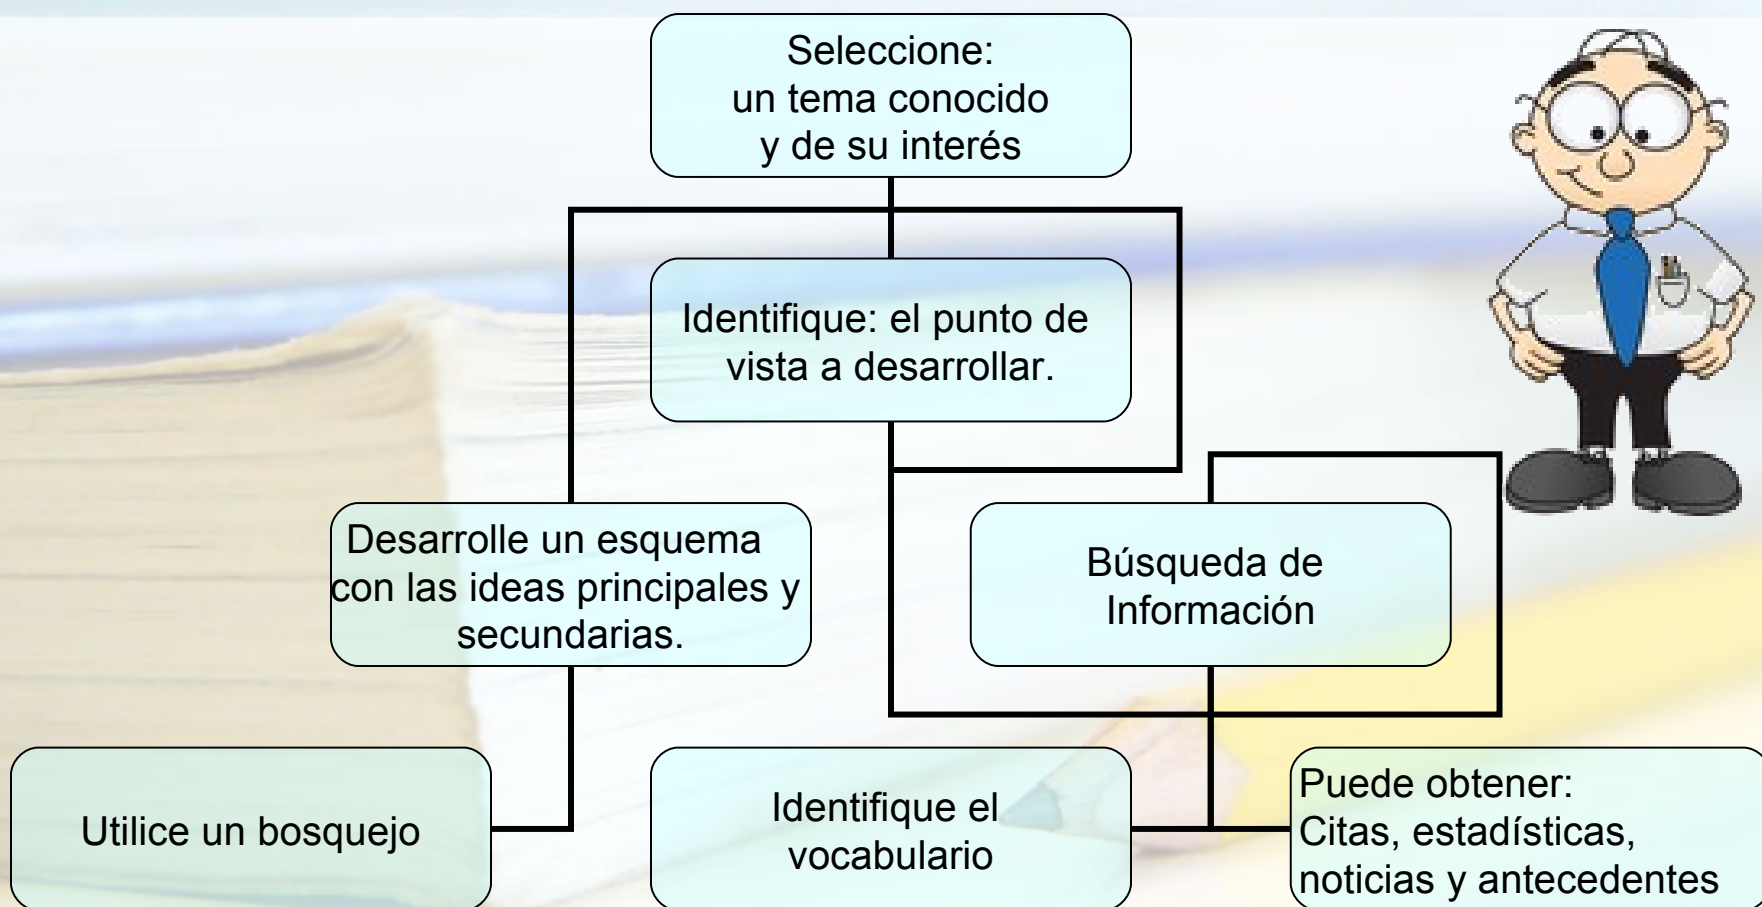 Seleccione:
un tema conocido
y de su interés
Identifique: el punto de
vista a desarrollar.
Desarrolle un esquema
con las ideas principales y
secundarias.
Búsqueda de
Información
Utilice un bosquejo
Identifique el
vocabulario
Puede obtener:
Citas, estadísticas,
noticias y antecedentes